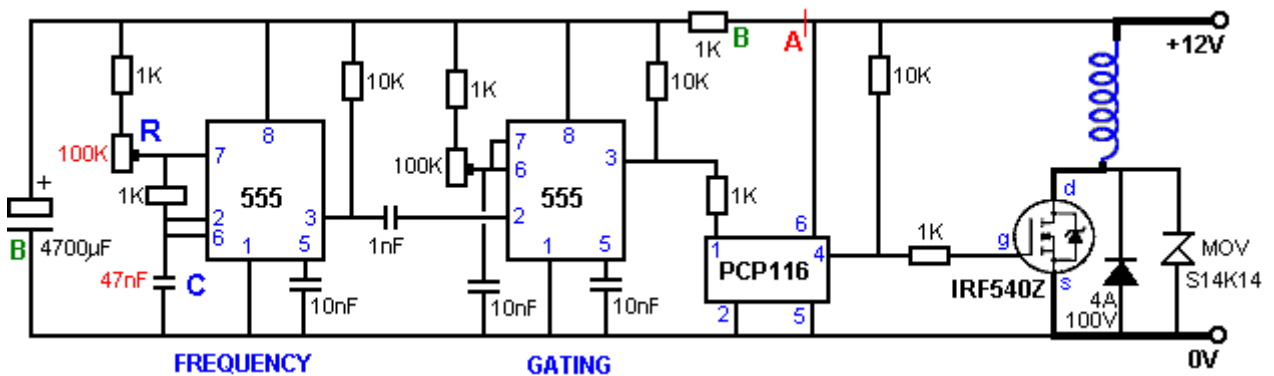 1K
B
A
+12V
1K
10K
1K
10K
10K
R
8
8
100K
7
7
6
3
100K
1K
555
555
1K
d
+
2
6
3
2
6
1K
g
1
5
1nF
1
5
1
4
MOV
B
4700µF
PCP116
S14K14
47nF
C
IRF540Z
s
10nF
10nF
10nF
2
5
4A
100V
FREQUENCY
GATING
0V